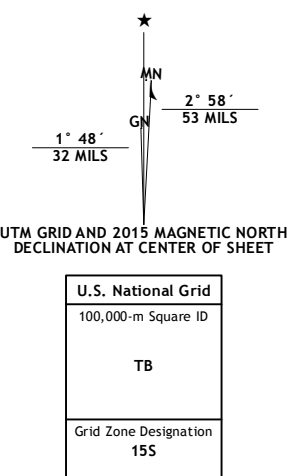 ★
MN
GN
2° 58´
53 MILS
1° 48´
32 MILS
UTM GRID AND 2015 MAGNETIC NORTH
DECLINATION AT CENTER OF SHEET
U.S. National Grid
100,000-m Square ID
TB
Grid Zone Designation
15S